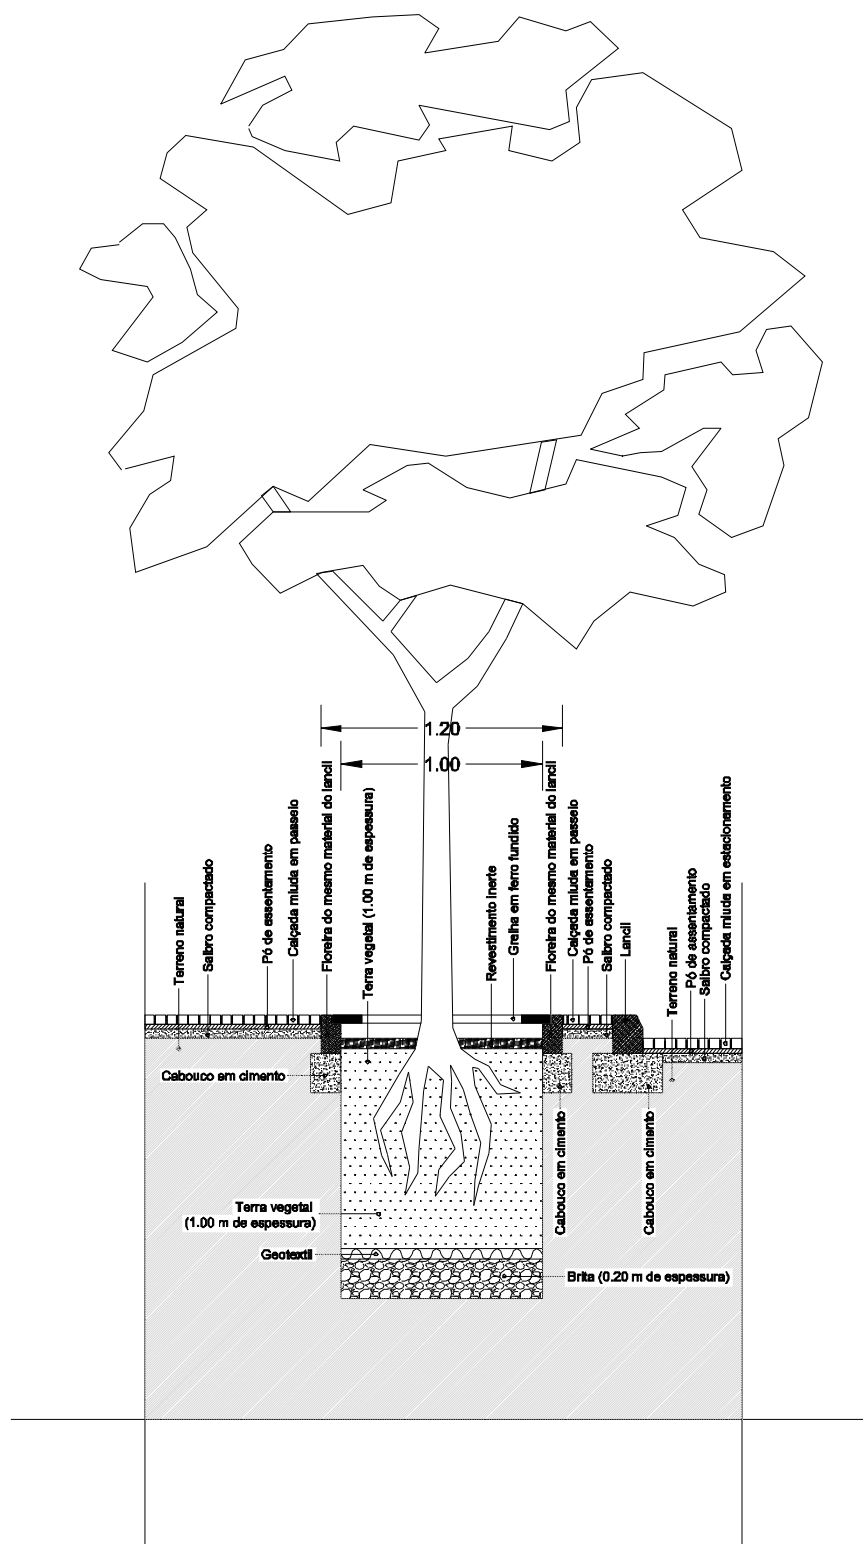 1.20
1.00
Terreno natural
Saibro compactado
Pó de assentamento
Calçada miuda em passeio
Floreira do mesmo material do lancil
Terra vegetal (1.00 m de espessura)
Revestimento inerte
Grelha em ferro fundido
Floreira do mesmo material do lancil
Calçada miuda em passeio
Pó de assentamento
Saibro compactado
Lancil
Terreno natural
Pó de assentamento
Saibro compactado
Calçada miuda em estacionamento
Cabouco em cimento
Cabouco em cimento
Cabouco em cimento
Terra vegetal
(1.00 m de espessura)
Geotextil
Brita (0.20 m de espessura)